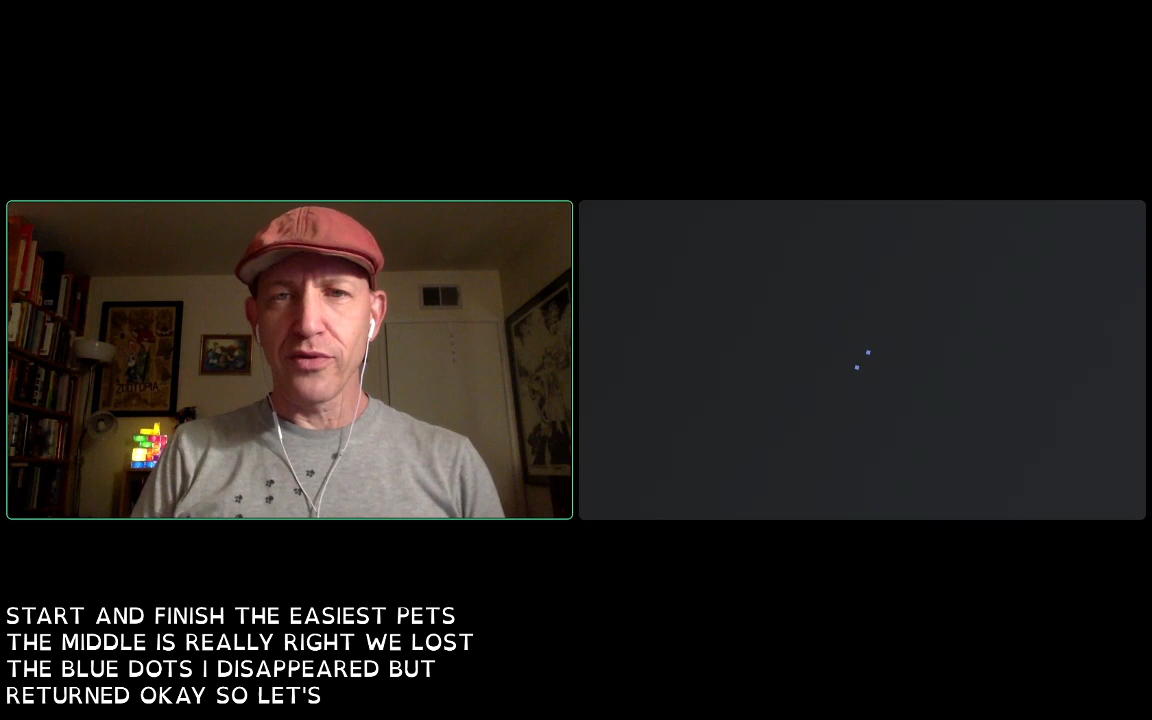 ZOOTOPIA
START AND FINISH THE EASIEST PETS
THE MIDDLE IS REALLY RIGHT WE LOST
THE BLUE DOTS I DISAPPEARED BUT
RETURNED OKAY SO LET'S